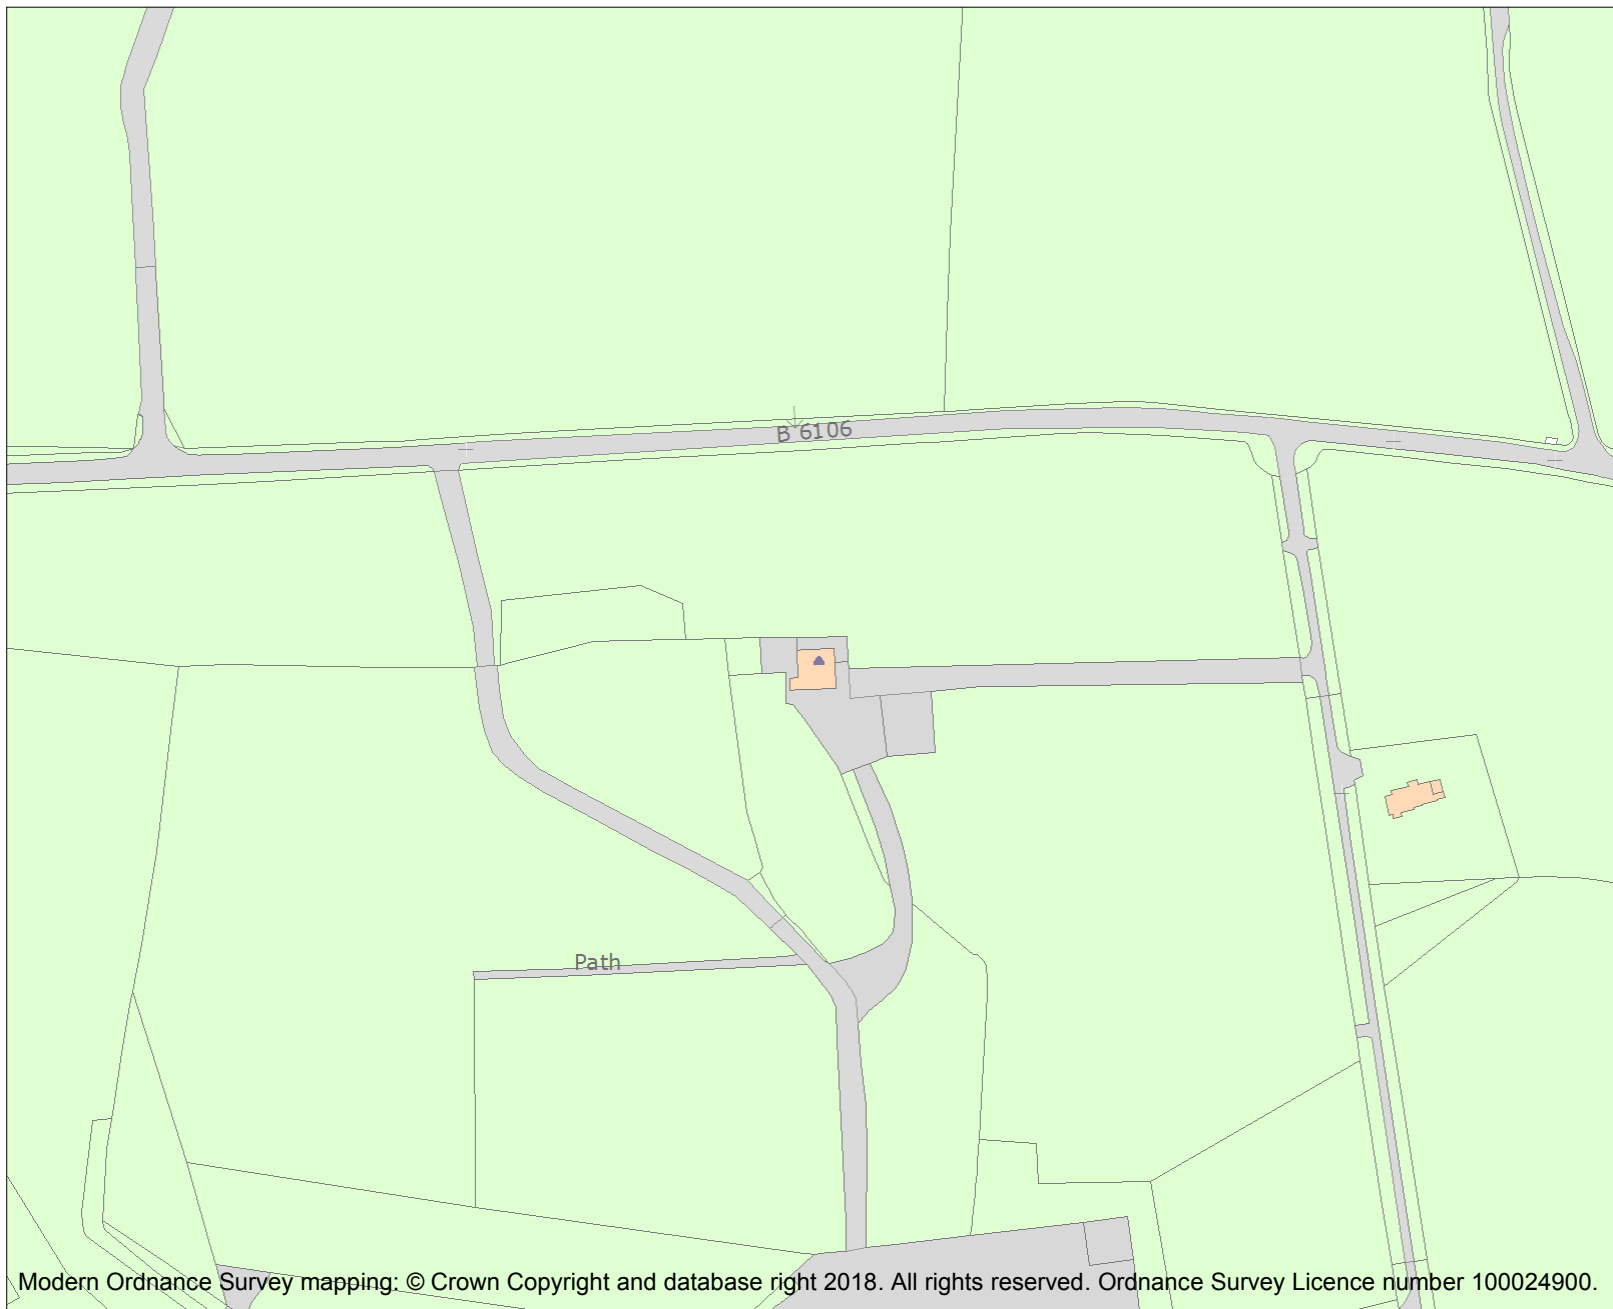 B 6106
Path
Modern Ordnance Survey mapping: © Crown Copyright and database right 2018. All rights reserved. Ordnance Survey Licence number 100024900.